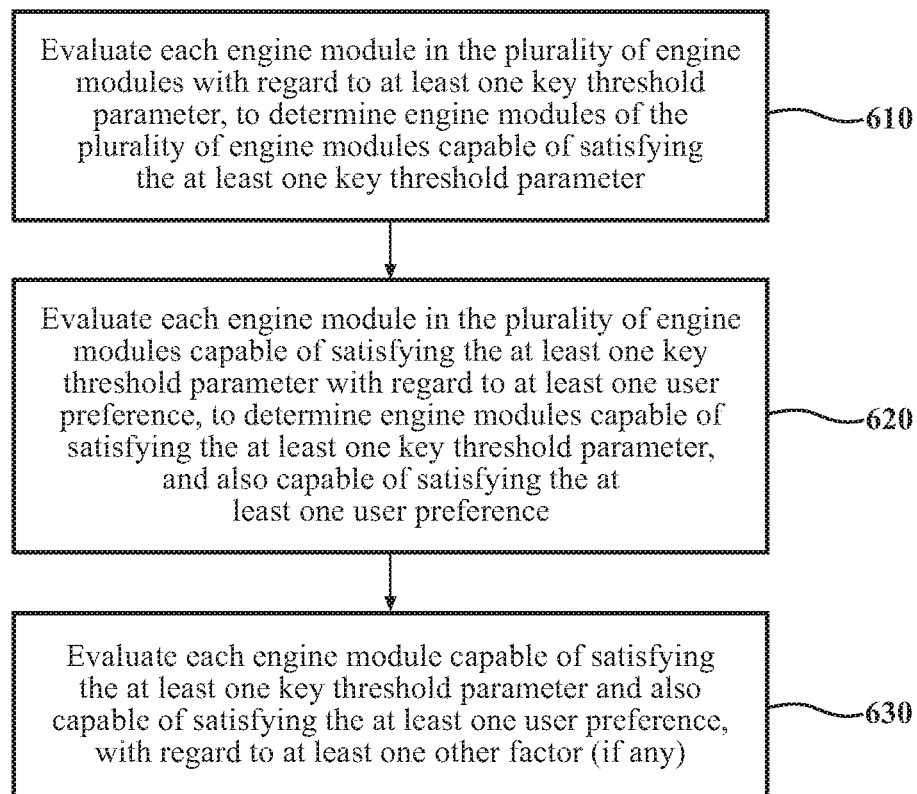 Evaluate each engine module in the plurality of engine
modules with regard to at least one key threshold
parameter, to determine engine modules of the
plurality of engine modules capable of satisfying
the at least one key threshold parameter
610
Evaluate each engine module in the plurality of engine
modules capable of satisfying the at least one key
threshold parameter with regard to at least one user
preference, to determine engine modules capable of
satisfying the at least one key threshold parameter,
and also capable of satisfying the at
least one user preference
620
Evaluate each engine module capable of satisfying
the at least one key threshold parameter and also
capable of satisfying the at least one user preference,
with regard to at least one other factor (if any)
630